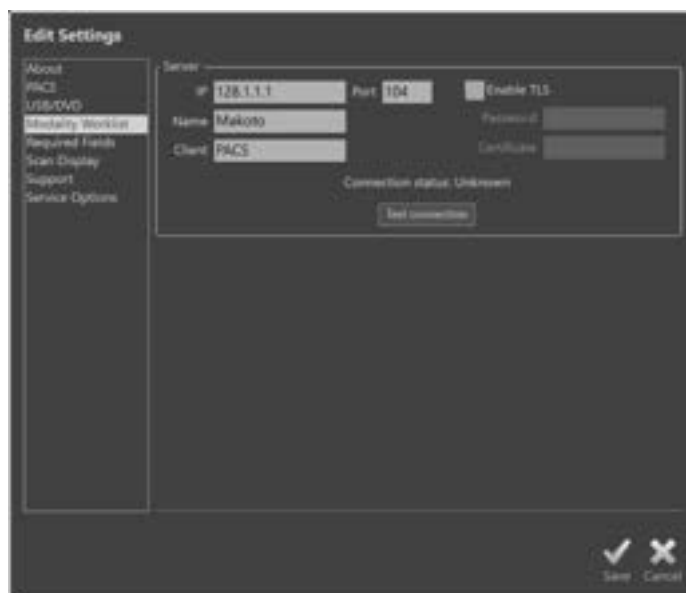 Edit Settings
About
PACS
USB/DVD
Modality Worklist
Required Fields
Scan Display
Support
Service Options
Server
IP 128.1.1.1 Port 104 Enable TLS
Name Makoto Password
Client PACS Certificate
Connection status: Unknown
Test connection
Save Cancel